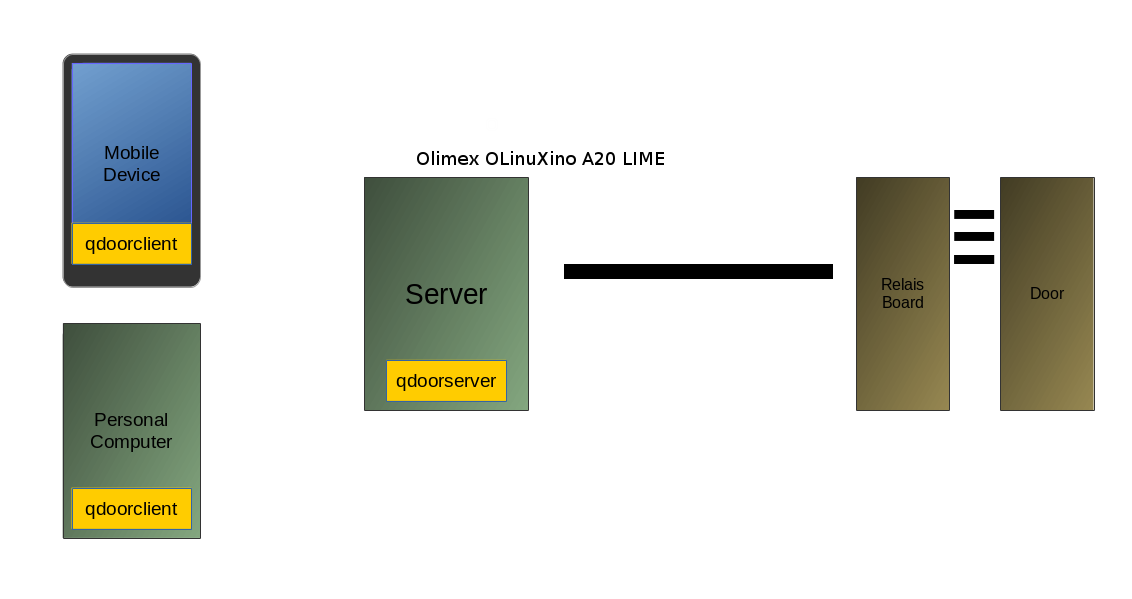 Mobile
Device
qdoorclient
Personal
Computer
qdoorclient
Olimex OLinuXino A20 LIME
Server
qdoorserver
Relais
Board
Door